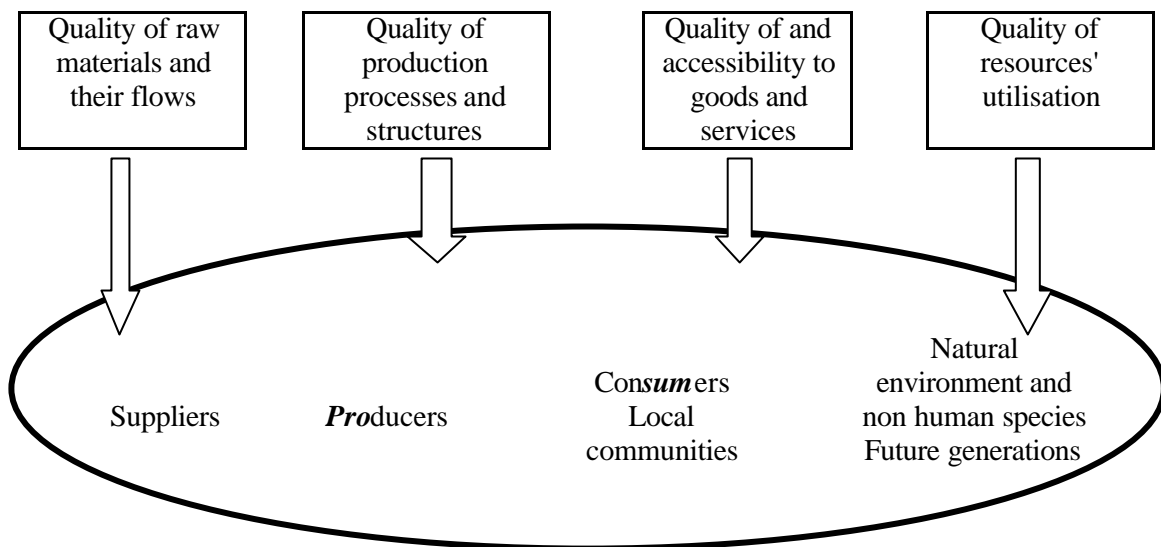 Quality of raw
materials and
their flows
Quality of
production
processes and
structures
Quality of and
accessibility to
goods and
services
Quality of
resources'
utilisation
Suppliers
Producers
Consumers
Local
communities
Natural
environment and
non human species
Future generations